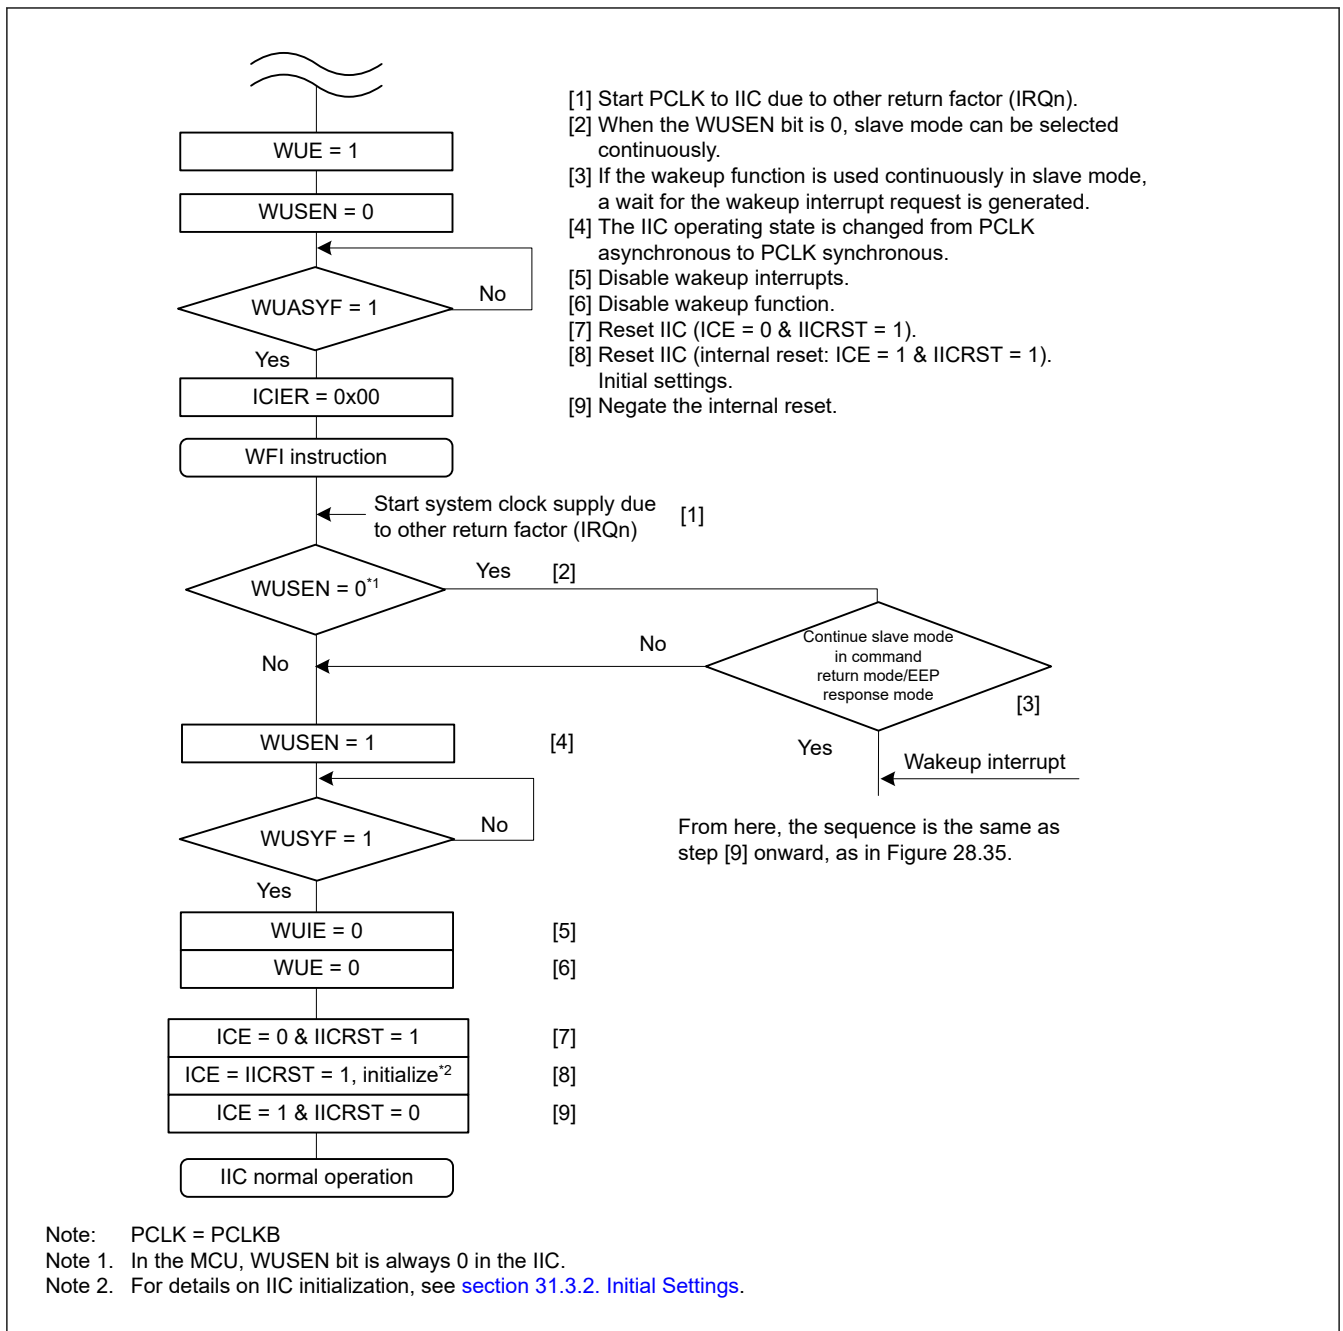 [1] Start PCLK to IIC due to other return factor (IRQn).
[2] When the WUSEN bit is 0, slave mode can be selected
continuously.
[3] If the wakeup function is used continuously in slave mode,
a wait for the wakeup interrupt request is generated.
[4] The IIC operating state is changed from PCLK
asynchronous to PCLK synchronous.
[5] Disable wakeup interrupts.
[6] Disable wakeup function.
[7] Reset IIC (ICE = 0 & IICRST = 1).
[8] Reset IIC (internal reset: ICE = 1 & IICRST = 1).
Initial settings.
[9] Negate the internal reset.
WUE = 1
WUSEN = 0
WUASYF = 1
No
Yes
ICIER = 0x00
WFI instruction
Start system clock supply due
to other return factor (IRQn)
[1]
WUSEN = 0*1
Yes
[2]
No
Continue slave mode
in command
return mode/EEP
response mode
[3]
No
Yes
Wakeup interrupt
From here, the sequence is the same as
step [9] onward, as in Figure 28.35.
WUSEN = 1
[4]
WUSYF = 1
No
Yes
WUIE = 0
[5]
WUE = 0
[6]
ICE = 0 & IICRST = 1
[7]
ICE = IICRST = 1, initialize*2
[8]
ICE = 1 & IICRST = 0
[9]
IIC normal operation
Note: PCLK = PCLKB
Note 1. In the MCU, WUSEN bit is always 0 in the IIC.
Note 2. For details on IIC initialization, see section 31.3.2. Initial Settings.